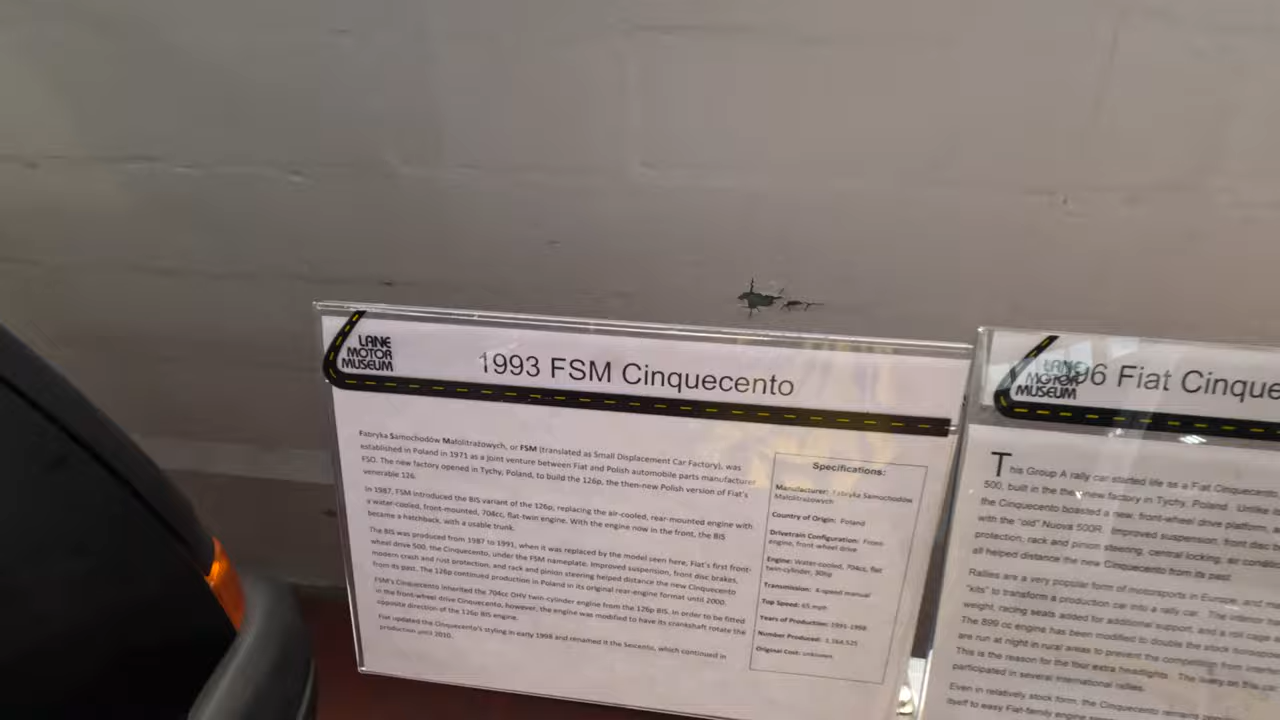 LANE
MOTOR
MUSEUM
1993 FSM Cinquecento
Fabryka Samochodów Małolitrażowych, or FSM (translated as Small Displacement Car Factory), was
established in Poland in 1971 as a joint venture between Fiat and Polish automobile parts manufacturer
FSO. The new factory opened in Tychy, Poland, to build the 126p, the then-new Polish version of Fiat's
venerable 126.
In 1987, FSM introduced the BIS variant of the 126p, replacing the air-cooled, rear-mounted engine with
a water-cooled, front-mounted, 704cc, flat-twin engine. With the engine now in the front, the BIS
became a hatchback, with a usable trunk.
The BIS was produced from 1987 to 1991, when it was replaced by the model seen here, Fiat's first front-
wheel drive 500, the Cinquecento, under the FSM nameplate. Improved suspension, front disc brakes,
modern crash and rust protection, and rack and pinion steering helped distance the new Cinquecento
from its past. The 126p continued production in Poland in its original rear-engine format until 2000.
FSM's Cinquecento inherited the 704cc OHV twin-cylinder engine from the 126p BIS. In order to be fitted
in the front-wheel drive Cinquecento, however, the engine was modified to have its crankshaft rotate the
opposite direction of the 126p BIS engine.
Fiat updated the Cinquecento's styling in early 1998 and renamed it the Seicento, which continued in
production until 2010.
Specifications:
Manufacturer: Fabryka Samochodów
Małolitrażowych
Country of Origin: Poland
Drivetrain Configuration: Front-
engine, front wheel drive
Engine: Water-cooled, 704cc, flat
twin-cylinder, 30hp
Transmission: 4-speed manual
Top Speed: 65 mph
Years of Production: 1991-1998
Number Produced: 1,164,525
Original Cost: unknown
LANE
MOTOR
MUSEUM
96 Fiat Cinque
This Group A rally car started life as a Fiat Cinquecento
500, built in the then-new factory in Tychy, Poland. Unlike
the Cinquecento boasted a new, front-wheel drive platform,
with the "old" Nuova 500R. Improved suspension, front disc
protection, rack and pinion steering, central locking, air
all helped distance the new Cinquecento from its past.
Rallies are a very popular form of motorsports in Europe, and
"kits" to transform a production car into a rally car. The
weight, racing seats added for additional support, and a roll cage
The 899 cc engine has been modified to double the stock horsepower
are run at night in rural areas to prevent the competitors from
This is the reason for the four extra headlights. The livery on this
participated in several international rallies.
Even in relatively stock form, the Cinquecento
itself to easy Fiat-family engine